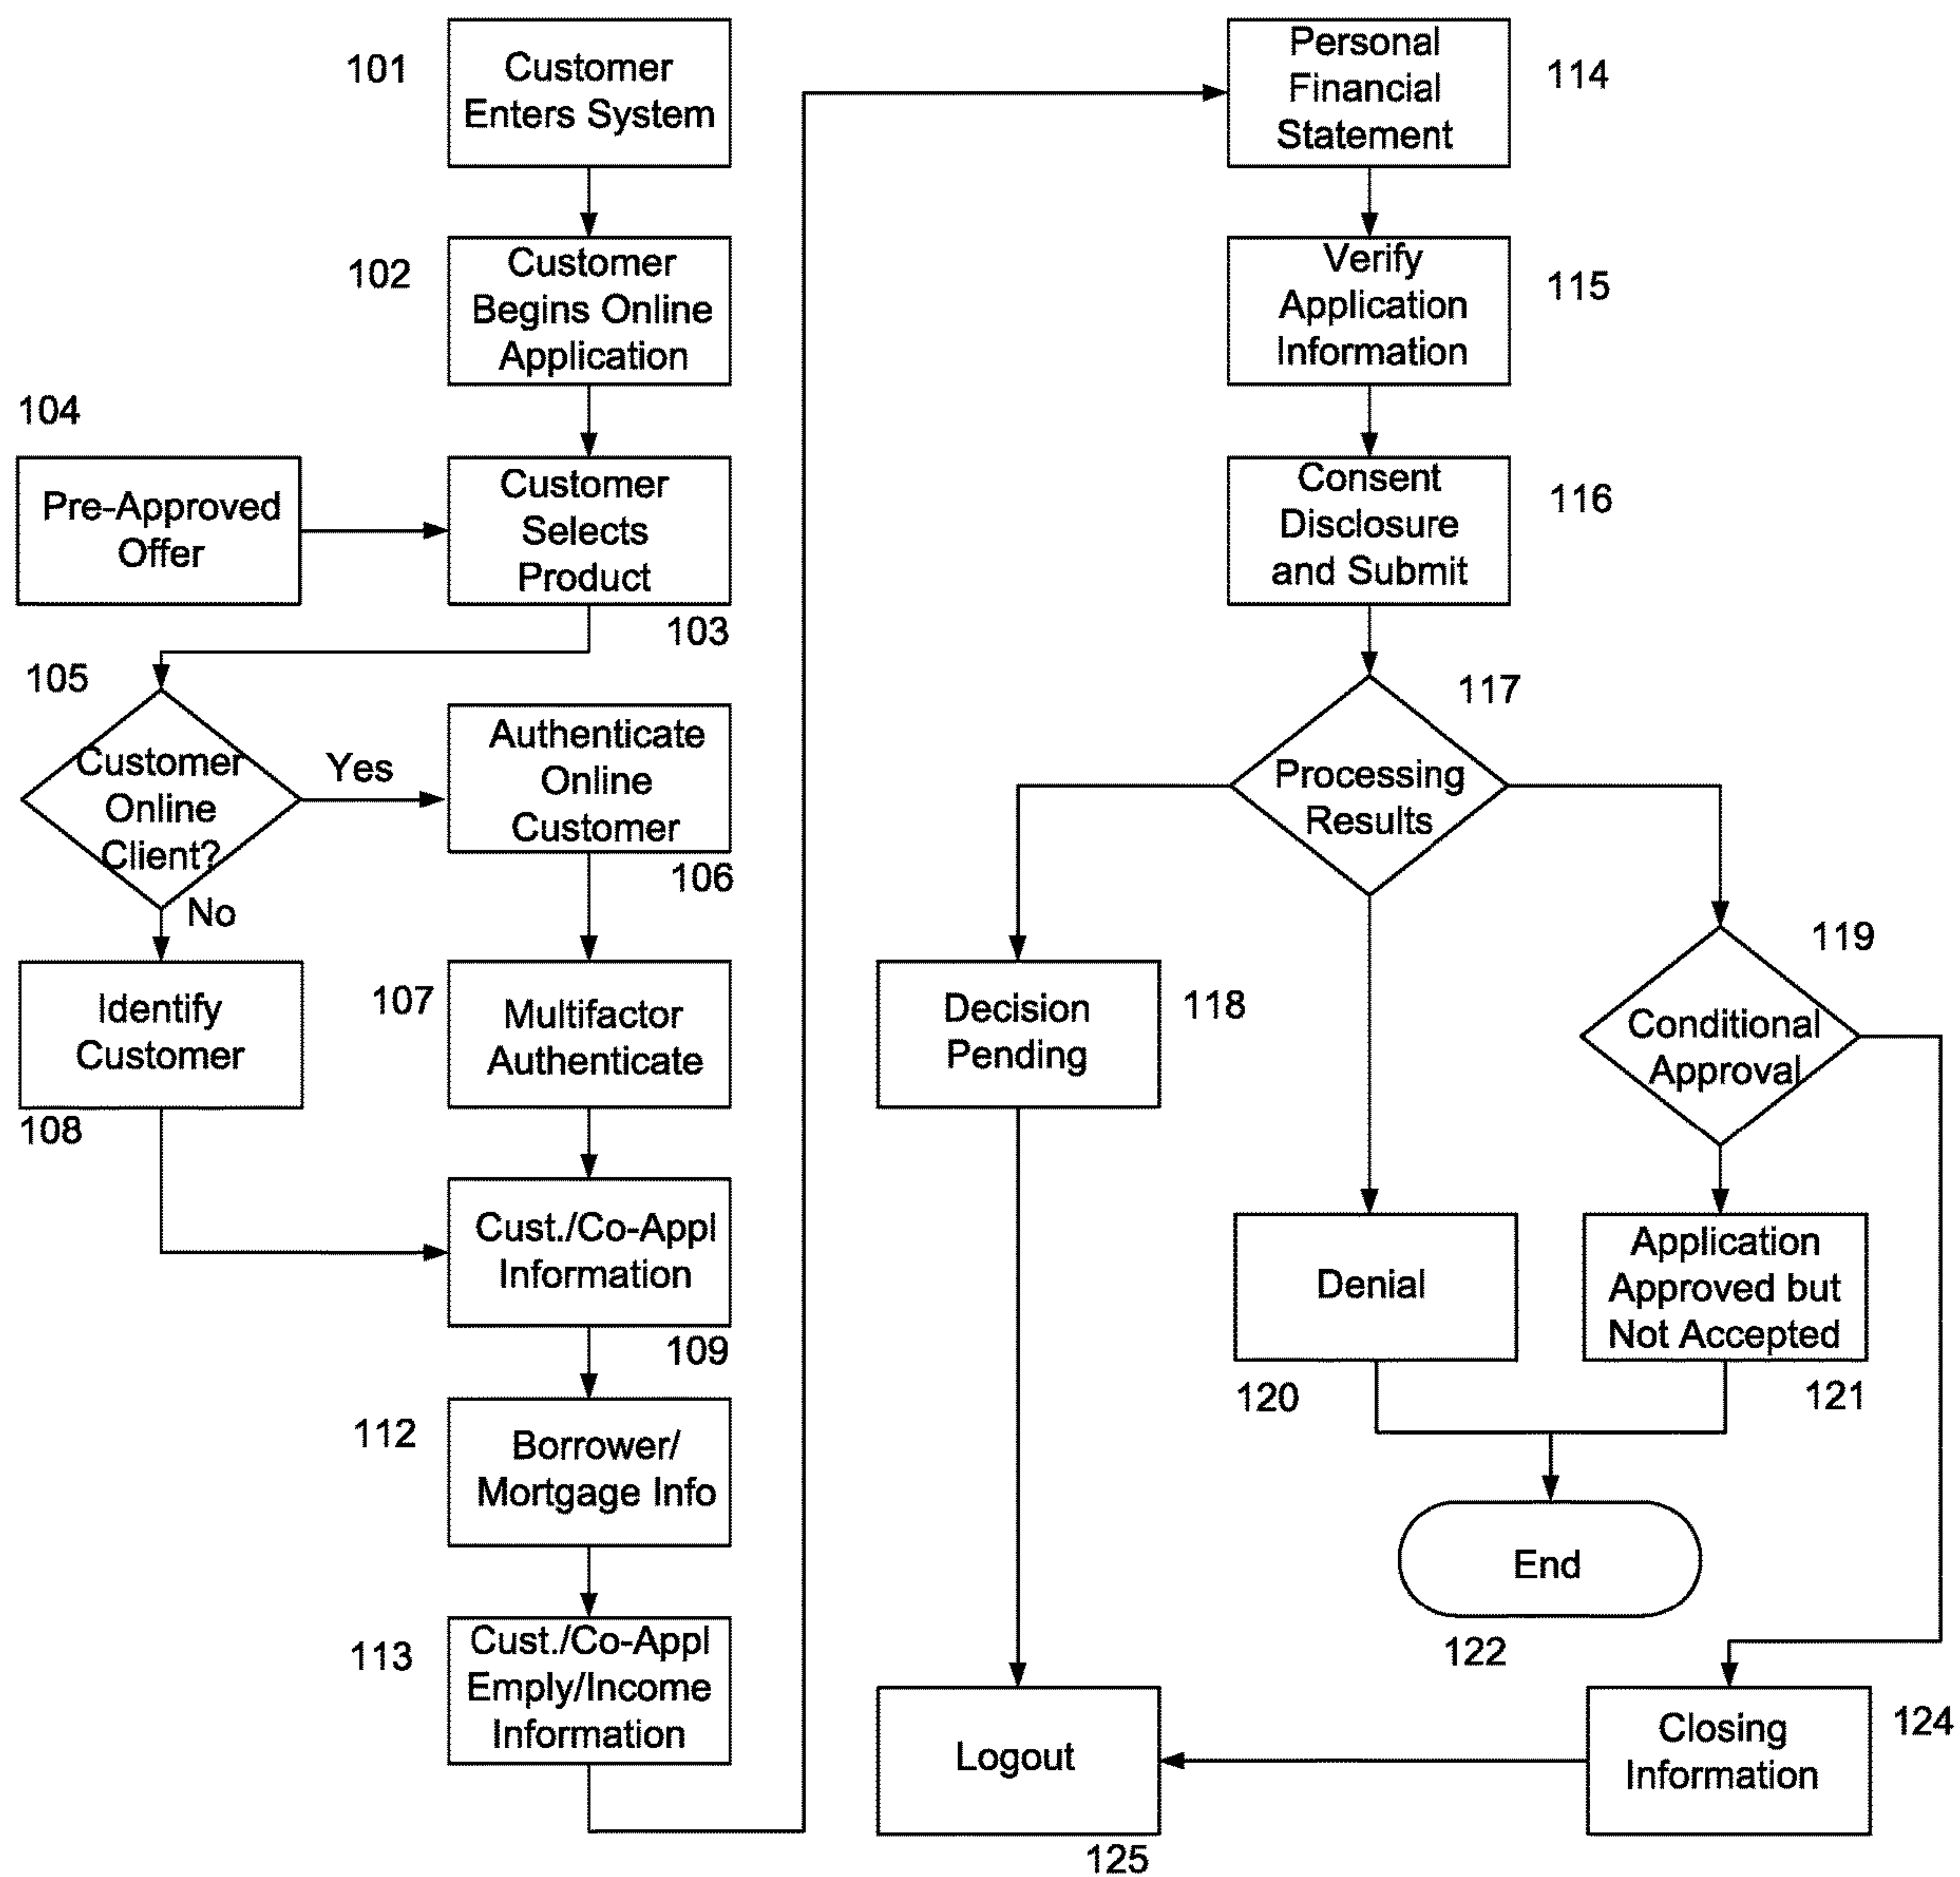 101
Customer
Enters System
102
Customer
Begins Online
Application
104
Pre-Approved
Offer
Customer
Selects
Product
103
105
Customer
Online
Client?
Yes
No
Authenticate
Online
Customer
106
Identify
Customer
108
107
Multifactor
Authenticate
Cust./Co-Appl
Information
109
112
Borrower/
Mortgage Info
113
Cust./Co-Appl
Emply/Income
Information
Personal
Financial
Statement
114
Verify
Application
Information
115
Consent
Disclosure
and Submit
116
117
Processing
Results
Decision
Pending
118
119
Conditional
Approval
Denial
120
Application
Approved but
Not Accepted
121
End
122
Closing
Information
124
Logout
125